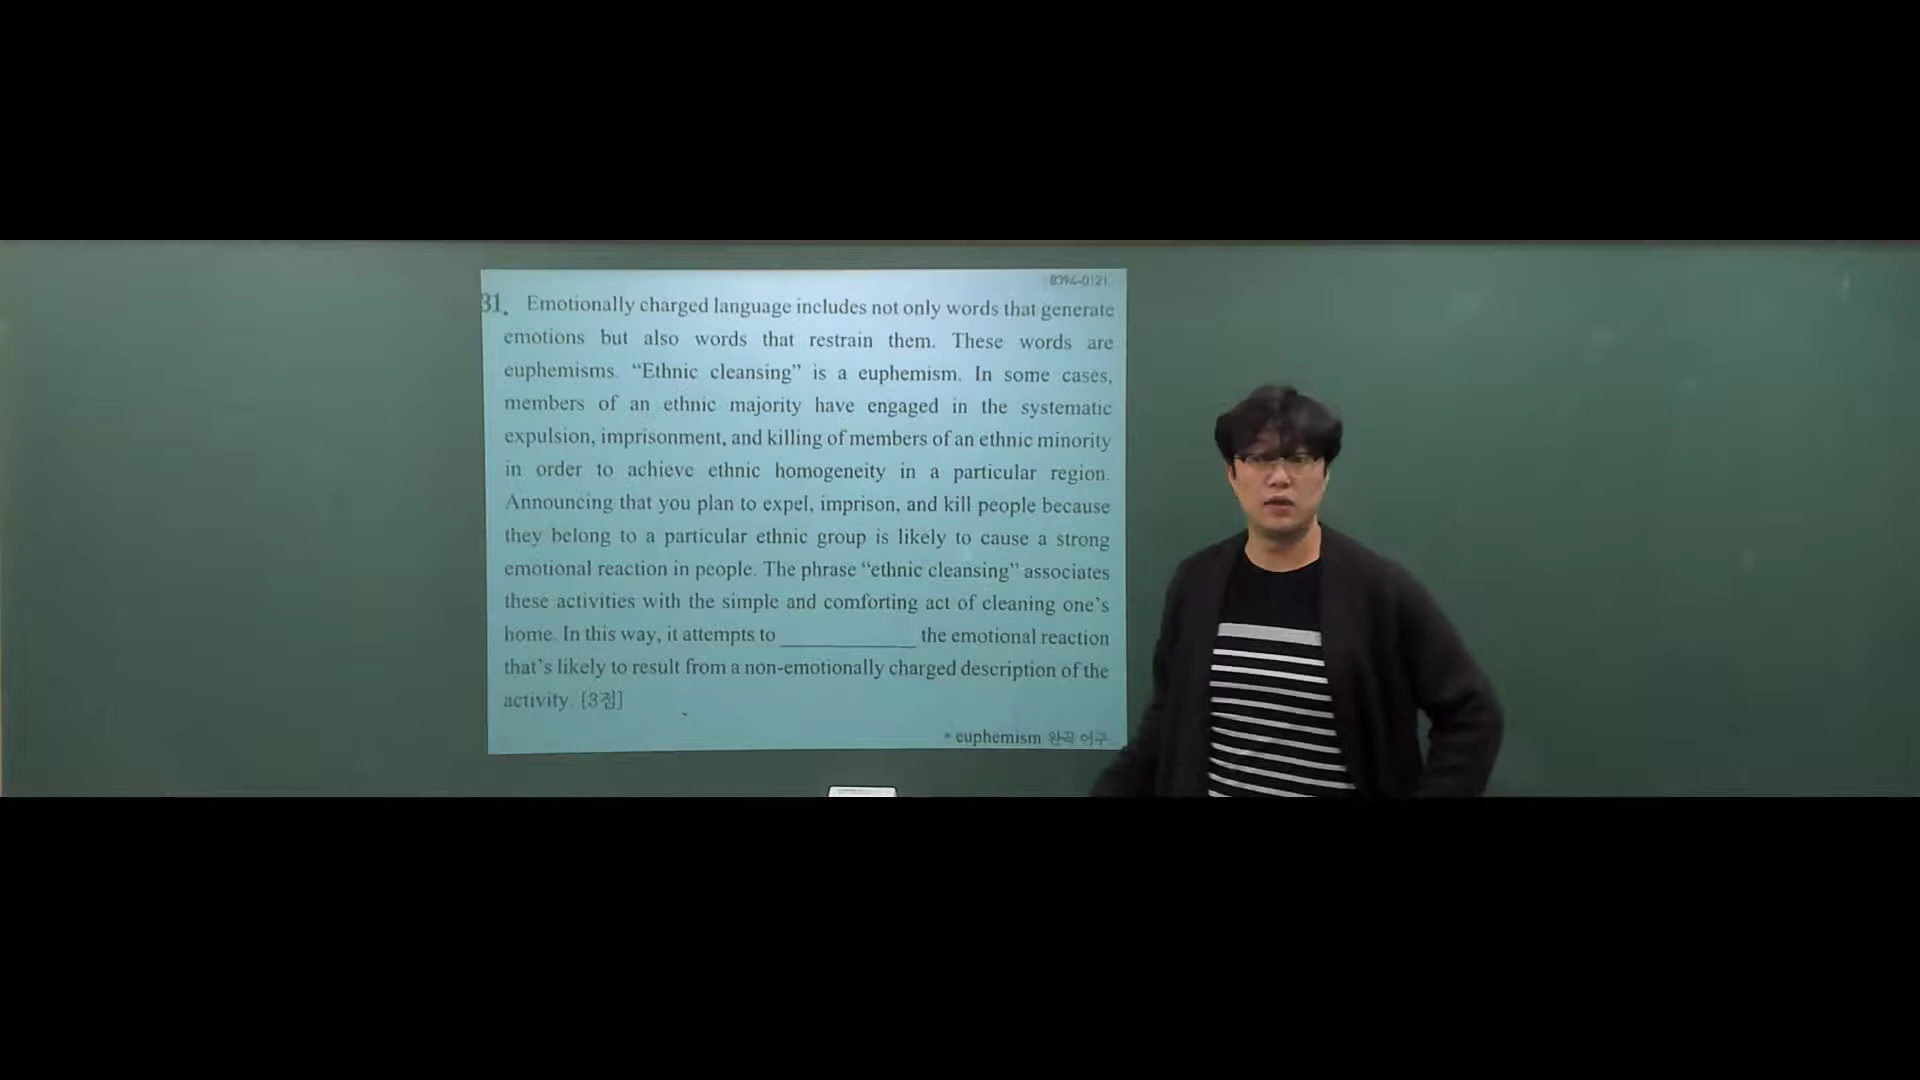 8394-0121
31. Emotionally charged language includes not only words that generate
emotions but also words that restrain them. These words are
euphemisms. “Ethnic cleansing” is a euphemism. In some cases,
members of an ethnic majority have engaged in the systematic
expulsion, imprisonment, and killing of members of an ethnic minority
in order to achieve ethnic homogeneity in a particular region.
Announcing that you plan to expel, imprison, and kill people because
they belong to a particular ethnic group is likely to cause a strong
emotional reaction in people. The phrase “ethnic cleansing” associates
these activities with the simple and comforting act of cleaning one’s
home. In this way, it attempts to ____________ the emotional reaction
that’s likely to result from a non-emotionally charged description of the
activity. [3점]
* euphemism 완곡 어구